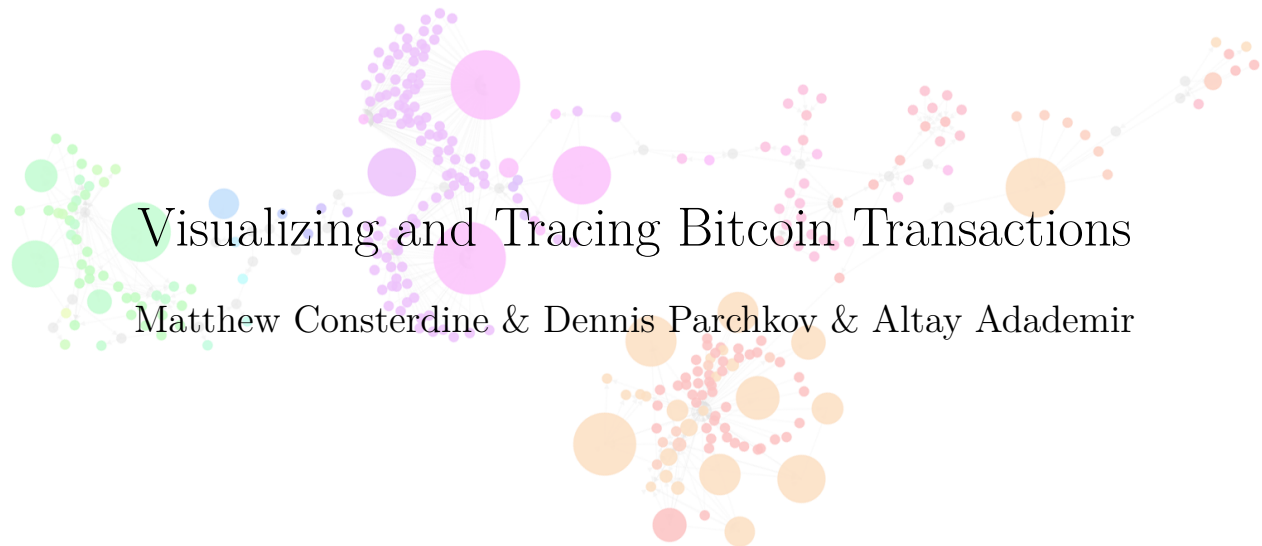 Visualizing and Tracing Bitcoin Transactions
Matthew Consterdine & Dennis Parchkov & Altay Adademir